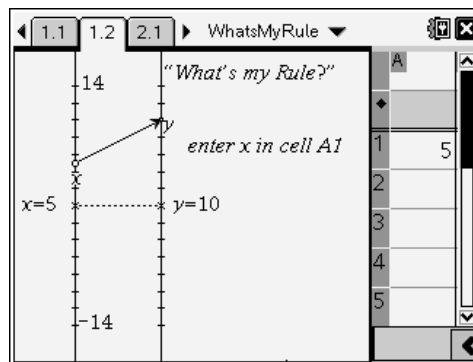 1.1 1.2 2.1 WhatsMyRule
14 "What's my Rule?" A
y
enter x in cell A1 1 5
x
2
x=5 y=10
3
4
-14 5